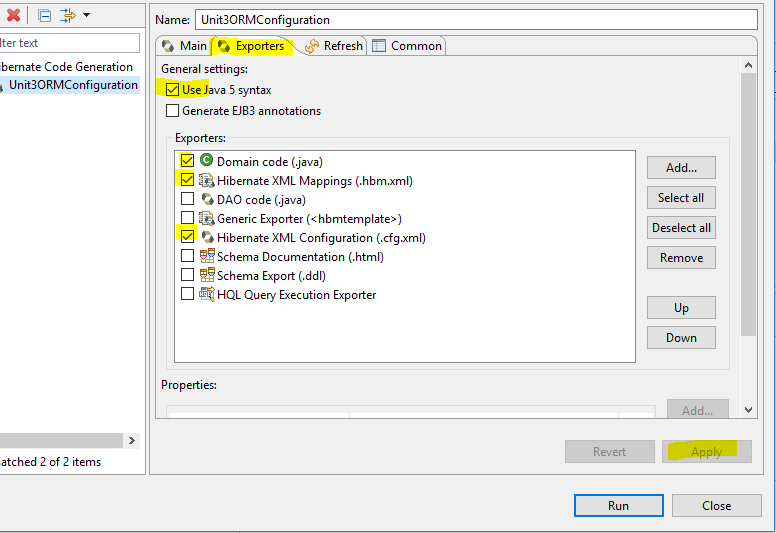 Name: Unit3ORMConfiguration
lter text
Main Exporters Refresh Common
ibernate Code Generation
General settings:
Unit3ORMConfiguration
Use Java 5 syntax
Generate EJB3 annotations
Exporters:
Domain code (.java)
Add...
Hibernate XML Mappings (.hbm.xml)
DAO code (.java)
Select all
Generic Exporter (<hbmtemplate>)
Deselect all
Hibernate XML Configuration (.cfg.xml)
Schema Documentation (.html)
Remove
Schema Export (.ddl)
HQL Query Execution Exporter
Up
Down
Properties:
Add...
atched 2 of 2 items
Revert Apply
Run Close